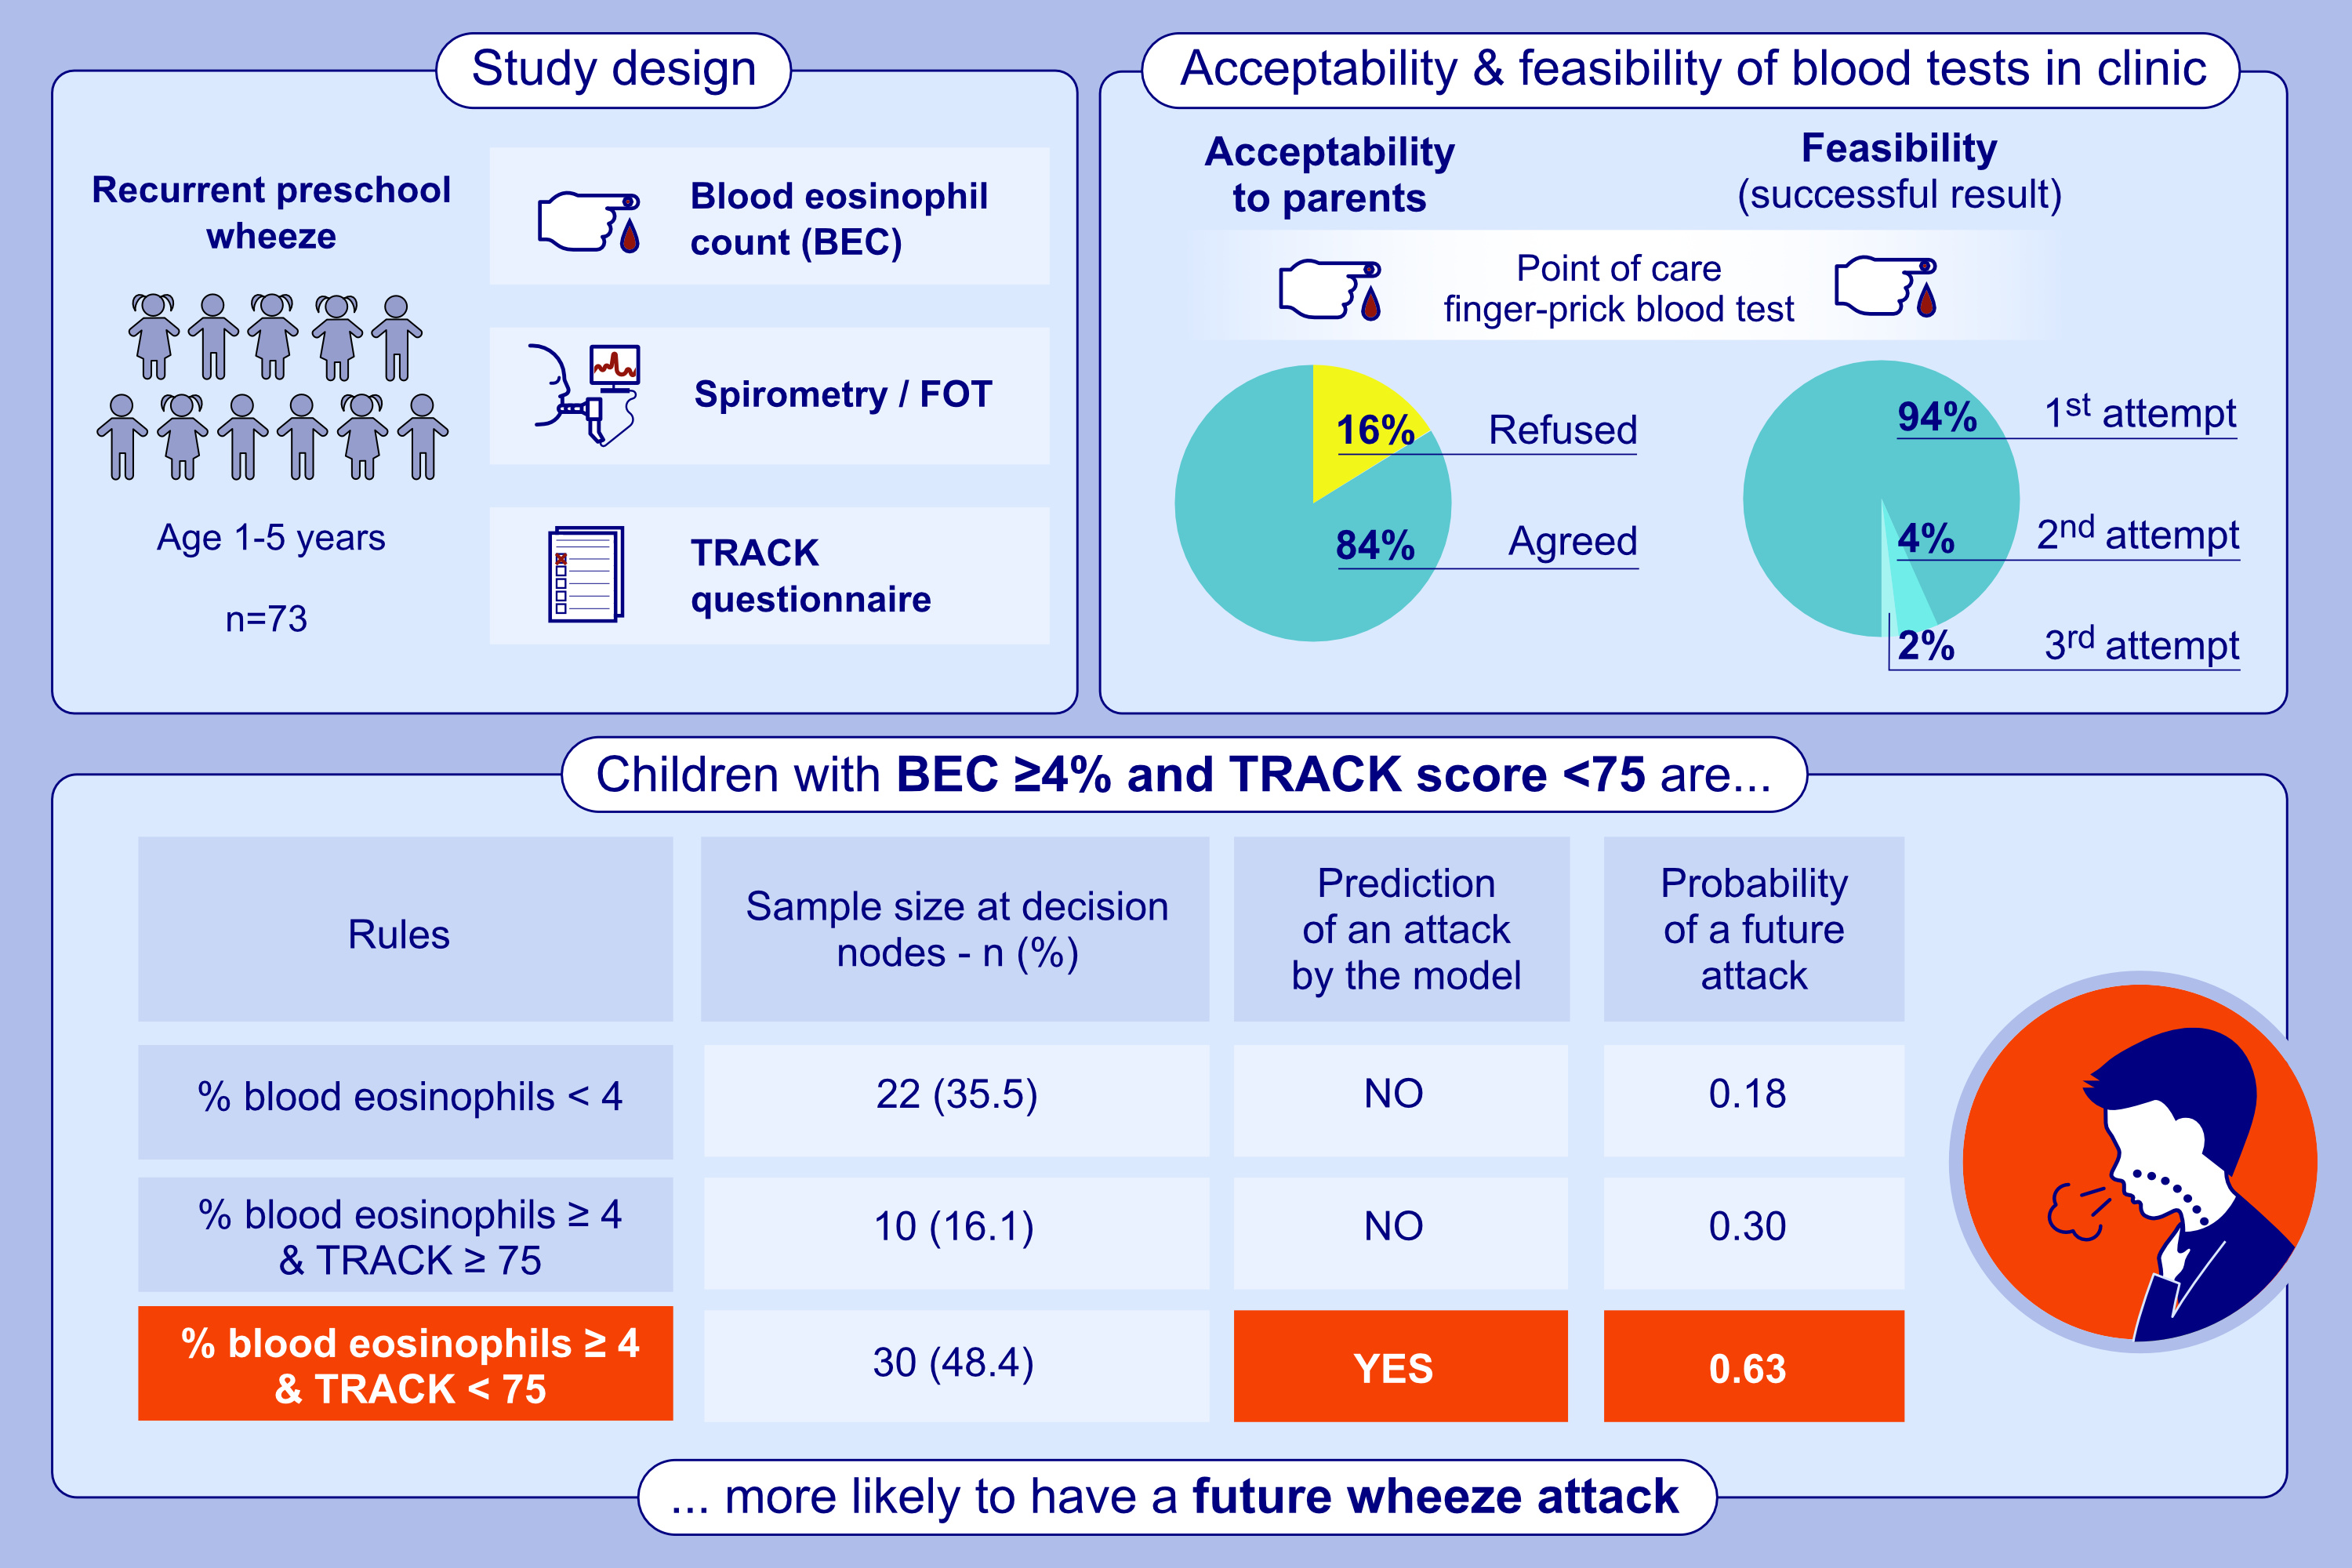 Study design
Recurrent preschool
wheeze
Age 1-5 years
n=73
Blood eosinophil
count (BEC)
Spirometry / FOT
TRACK
questionnaire
Acceptability & feasibility of blood tests in clinic
Acceptability
to parents
Feasibility
(successful result)
Point of care
finger-prick blood test
16% Refused
84% Agreed
94% 1st attempt
4% 2nd attempt
2% 3rd attempt
Children with BEC ≥4% and TRACK score <75 are...
Rules
Sample size at decision
nodes - n (%)
Prediction
of an attack
by the model
Probability
of a future
attack
% blood eosinophils < 4
22 (35.5)
NO
0.18
% blood eosinophils ≥ 4
& TRACK ≥ 75
10 (16.1)
NO
0.30
% blood eosinophils ≥ 4
& TRACK < 75
30 (48.4)
YES
0.63
... more likely to have a future wheeze attack